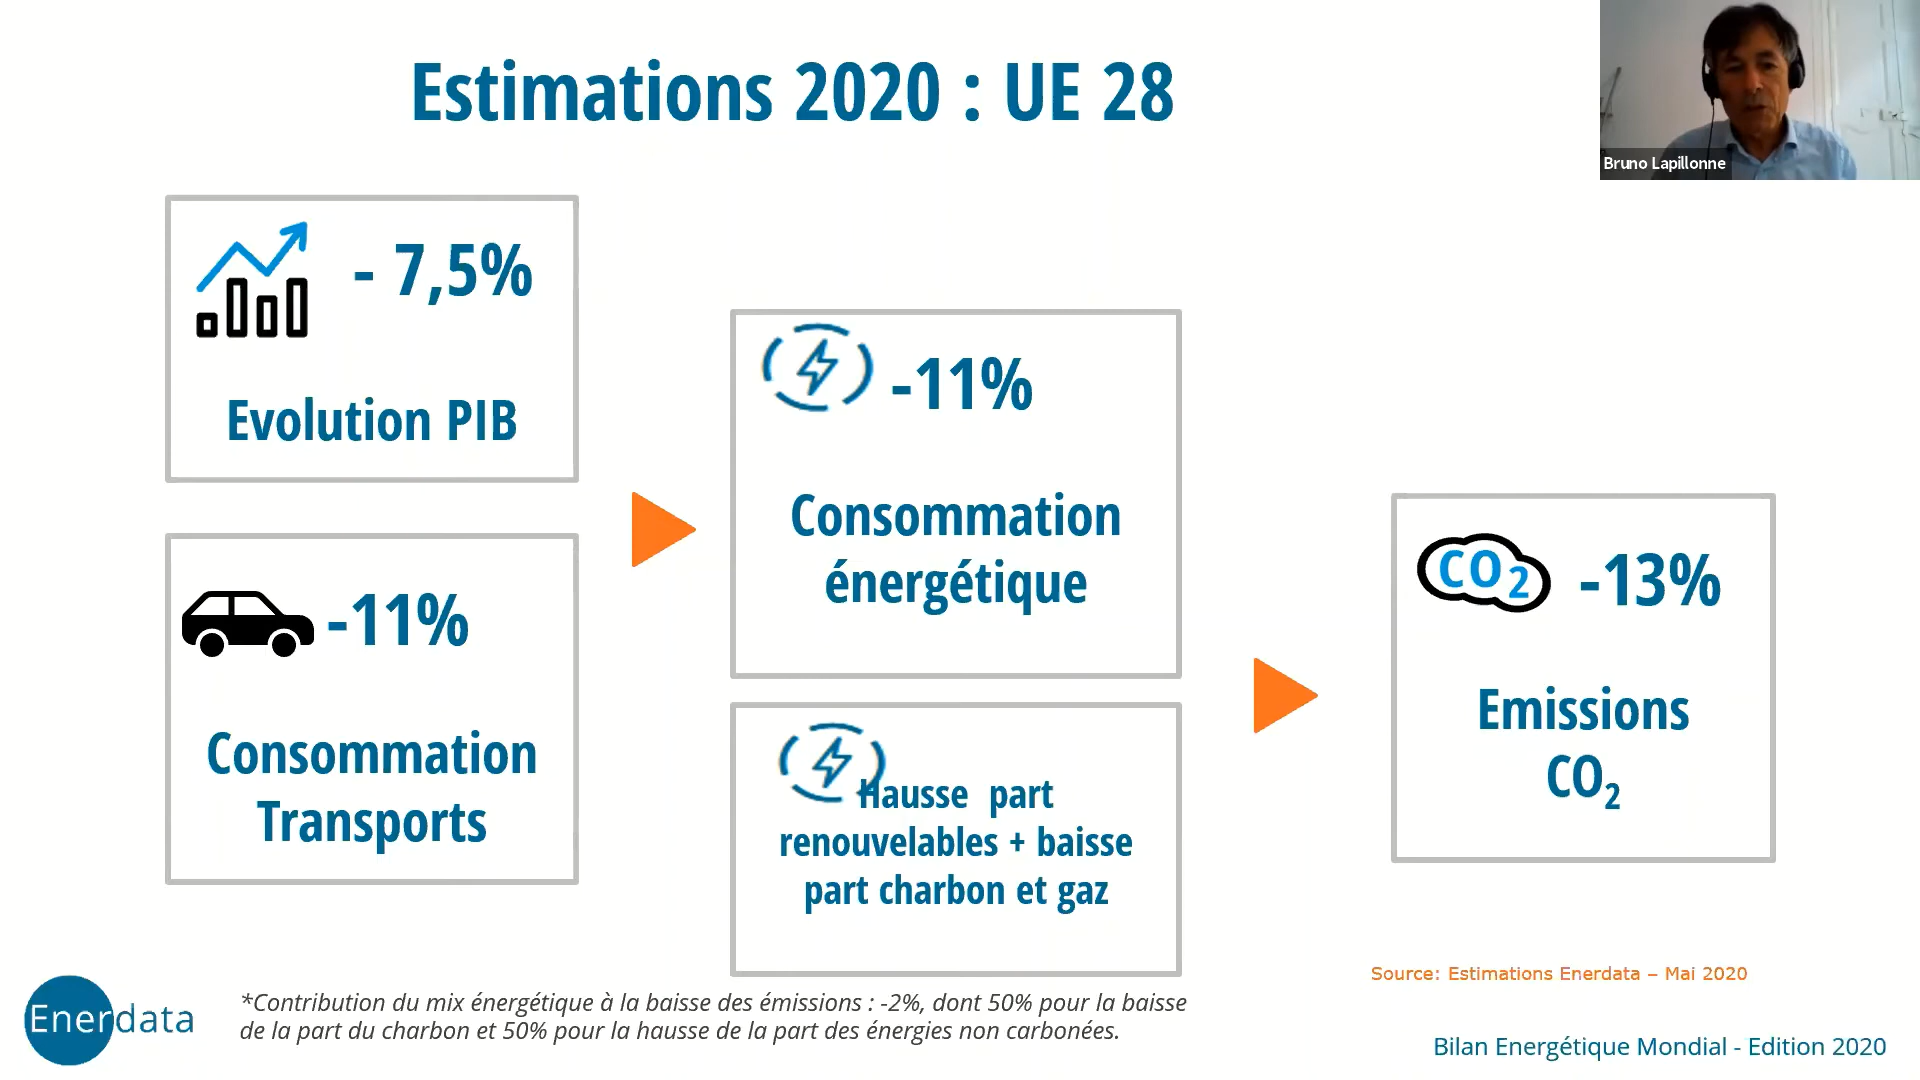 Estimations 2020 : UE 28
Bruno Lapillonne
- 7,5%
Evolution PIB
-11%
Consommation
Transports
-11%
Consommation
énergétique
Hausse part
renouvelables + baisse
part charbon et gaz
CO2
-13%
Emissions
CO₂
Source: Estimations Enerdata – Mai 2020
Enerdata
*Contribution du mix énergétique à la baisse des émissions : -2%, dont 50% pour la baisse
de la part du charbon et 50% pour la hausse de la part des énergies non carbonées.
Bilan Energétique Mondial - Edition 2020